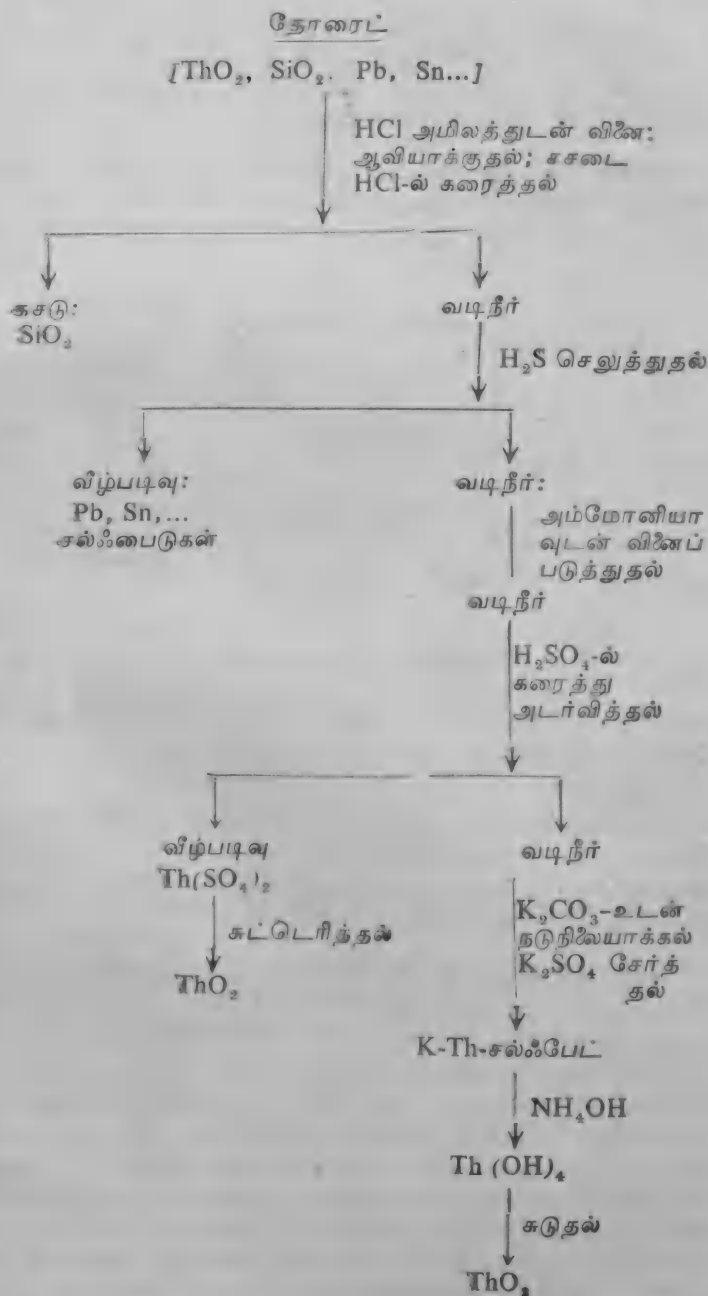 தோரைட்
[ThO₂, SiO₂. Pb, Sn...]
HCl அமிலத்துடன் வினை:
ஆவியாக்குதல்; கசடை
HCl-ல் கரைத்தல்
கசடு:
SiO₂
வடிநீர்
H₂S செலுத்துதல்
வீழ்படிவு:
Pb, Sn,...
சல்ஃபைடுகள்
வடிநீர்:
அம்மோனியா
வுடன் வினைப்
படுத்துதல்
வடிநீர்
H₂SO₄-ல்
கரைத்து
அடர்வித்தல்
வீழ்படிவு
Th(SO₄)₂
சுட்டெரித்தல்
ThO₂
வடிநீர்
K₂CO₃-உடன்
நடுநிலையாக்கல்
K₂SO₄ சேர்த்
தல்
K-Th-சல்ஃபேட்
NH₄OH
Th (OH)₄
சுடுதல்
ThO₂